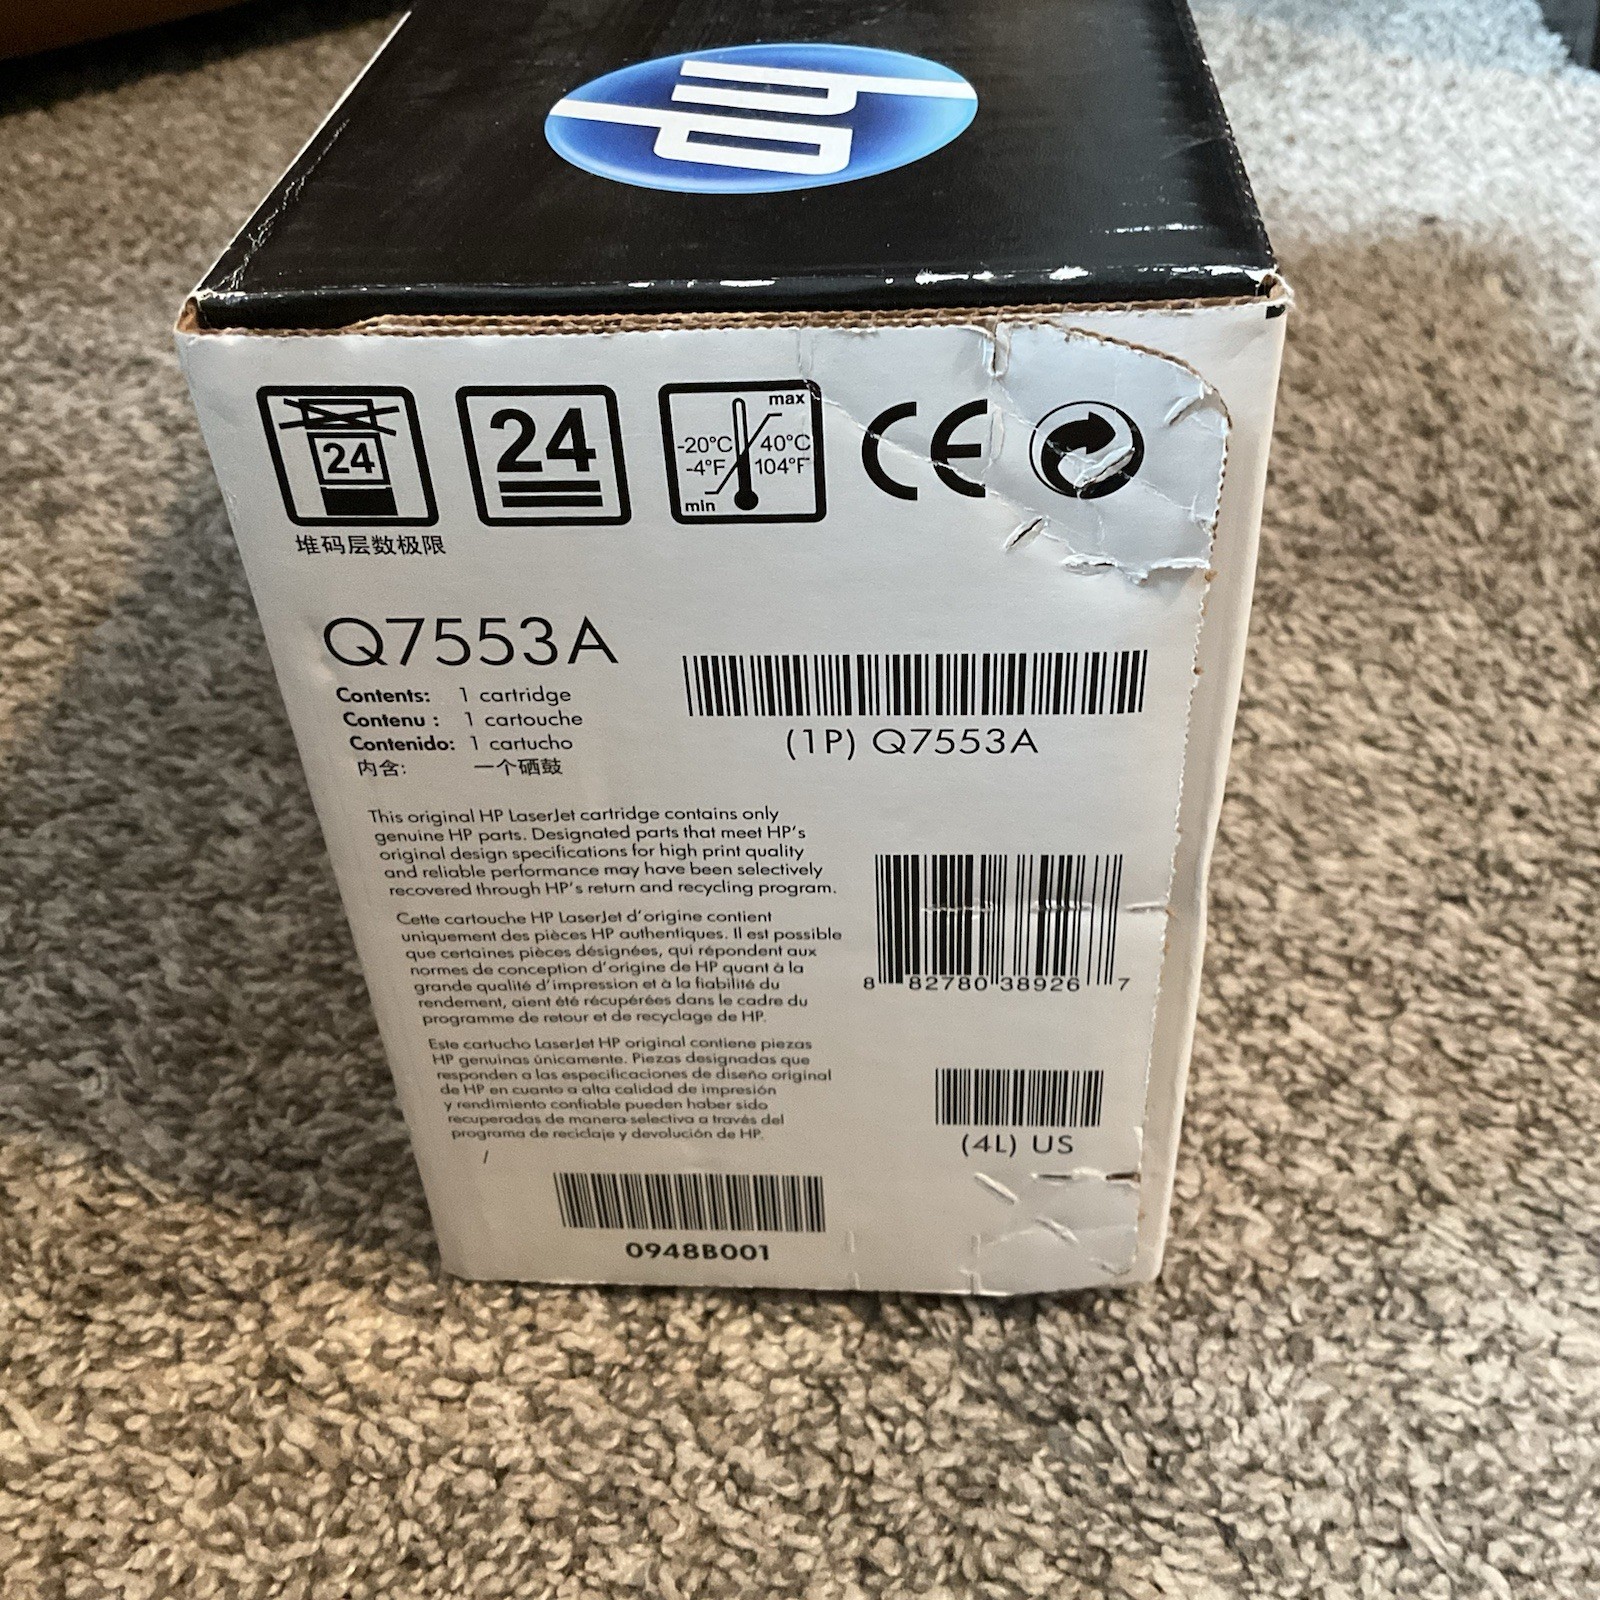 hp
24
24
max
-20°C 40°C
-4°F 104°F
min
CE
堆码层数极限
Q7553A
Contents: 1 cartridge
Contenu : 1 cartouche
Contenido: 1 cartucho
内含: 一个硒鼓
(1P) Q7553A
This original HP LaserJet cartridge contains only
genuine HP parts. Designated parts that meet HP's
original design specifications for high print quality
and reliable performance may have been selectively
recovered through HP's return and recycling program.
Cette cartouche HP LaserJet d'origine contient
uniquement des pièces HP authentiques. Il est possible
que certaines pièces désignées, qui répondent aux
normes de conception d'origine de HP quant à la
grande qualité d'impression et à la fiabilité du
rendement, aient été récupérées dans le cadre du
programme de retour et de recyclage de HP.
8 82780 38926 7
Este cartucho LaserJet HP original contiene piezas
HP genuinas únicamente. Piezas designadas que
responden a las especificaciones de diseño original
de HP en cuanto a alta calidad de impresión
y rendimiento confiable pueden haber sido
recuperadas de manera selectiva a través del
programa de reciclaje y devolución de HP.
(4L) US
/
0948B001